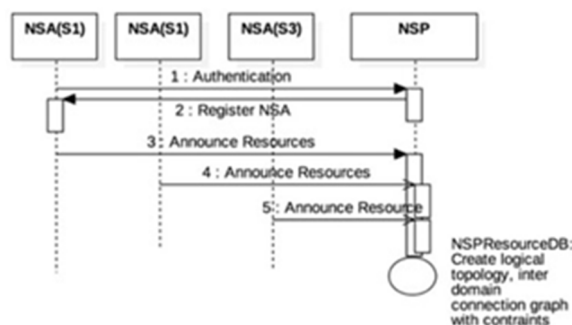 NSA(S1) NSA(S1) NSA(S3) NSP
1 : Authentication
2 : Register NSA
3 : Announce Resources
4 : Announce Resources
5 : Announce Resource
NSPResourceDB:
Create logical
topology, inter
domain
connection graph
with contraints